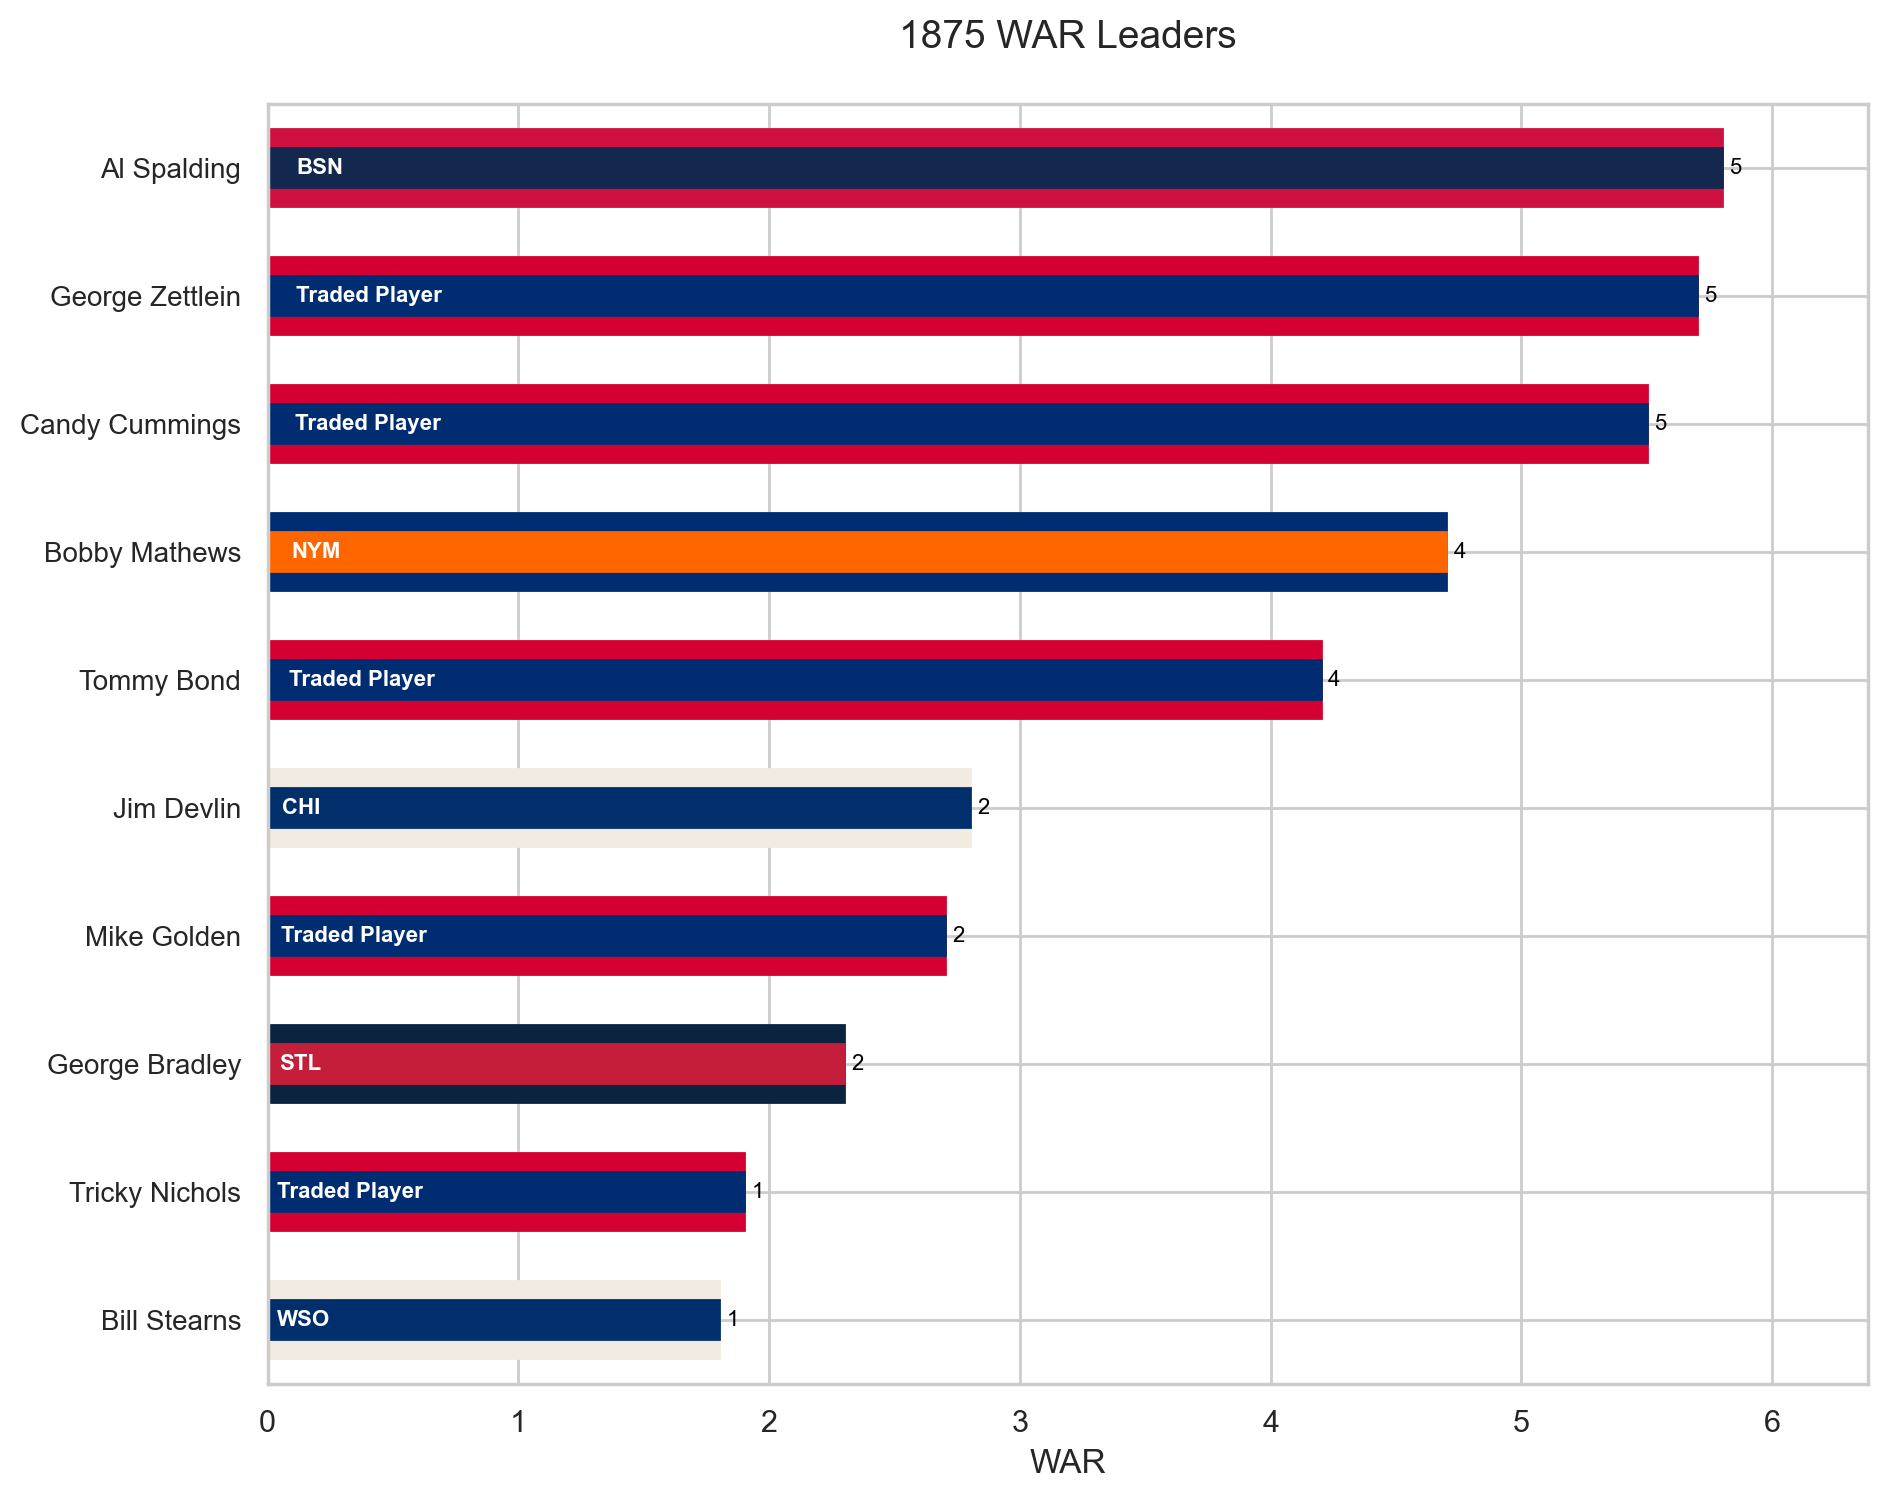 1875 WAR Leaders
Al Spalding
BSN
5
George Zettlein
Traded Player
5
Candy Cummings
Traded Player
5
Bobby Mathews
NYM
4
Tommy Bond
Traded Player
4
Jim Devlin
CHI
2
Mike Golden
Traded Player
2
George Bradley
STL
2
Tricky Nichols
Traded Player
1
Bill Stearns
WSO
1
0 1 2 3 4 5 6
WAR